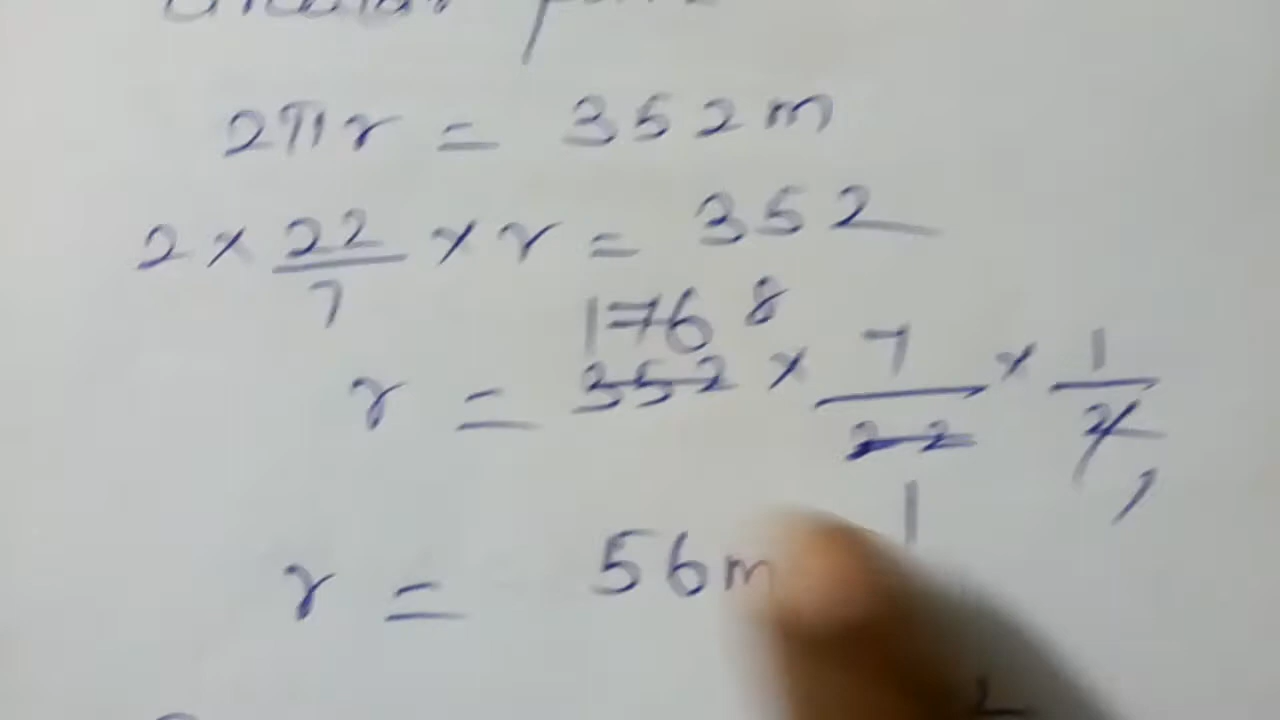 2πr = 352m
2 × 22/7 × r = 352
176 8
r = 352 × 7/22 × 1/2
1 1
r = 56m